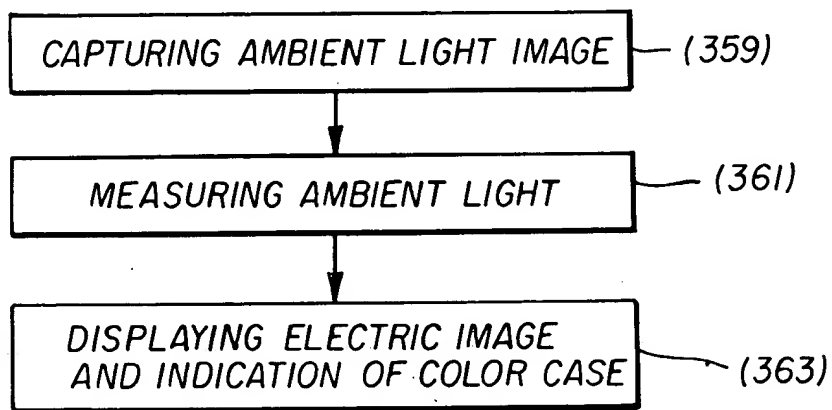 CAPTURING AMBIENT LIGHT IMAGE (359)
MEASURING AMBIENT LIGHT (361)
DISPLAYING ELECTRIC IMAGE
AND INDICATION OF COLOR CASE (363)